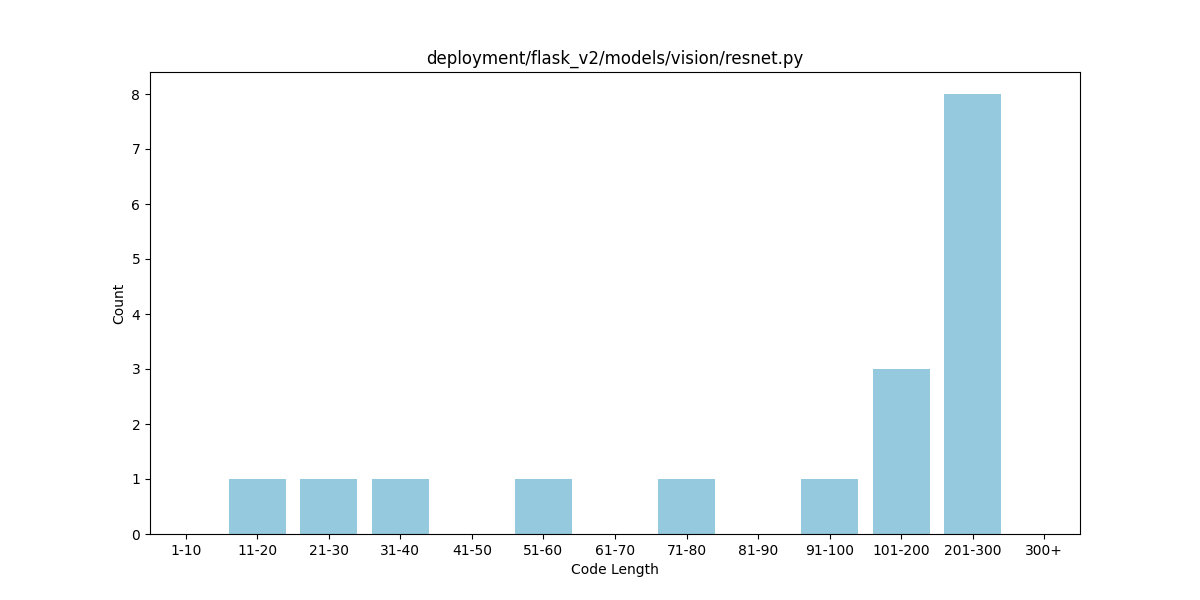 deployment/flask_v2/models/vision/resnet.py
8
7
6
5
4
3
2
1
0
Count
1-10 11-20 21-30 31-40 41-50 51-60 61-70 71-80 81-90 91-100 101-200 201-300 300+
Code Length